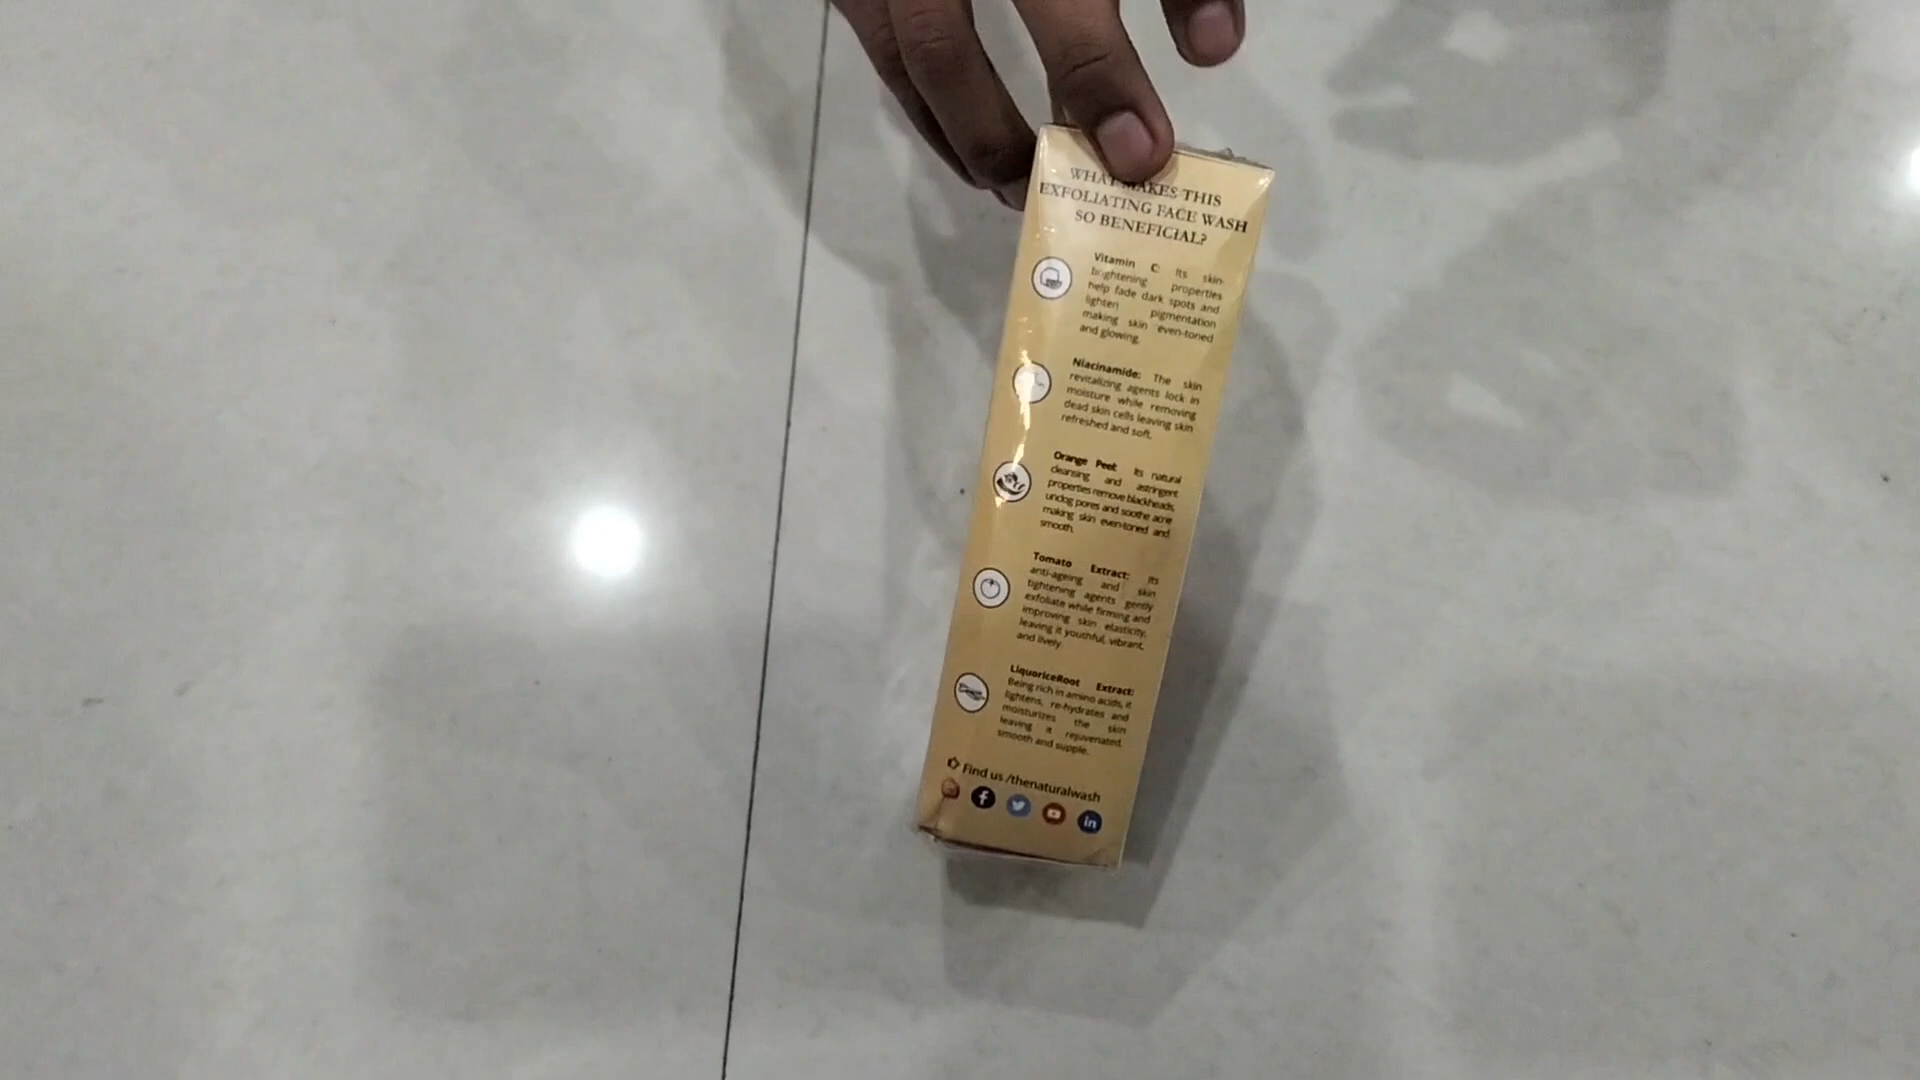 WHAT MAKES THIS
EXFOLIATING FACE WASH
SO BENEFICIAL?
Vitamin C: Its skin-
brightening properties
help fade dark spots and
lighten pigmentation
making skin even-toned
and glowing.
Niacinamide: The skin
revitalizing agents lock in
moisture while removing
dead skin cells leaving skin
refreshed and soft.
Orange Peel: Its natural
cleansing and astringent
properties remove blackheads,
unclog pores and soothe acne
making skin even-toned and
smooth.
Tomato Extract: Its
anti-ageing and skin
tightening agents gently
exfoliate while firming and
improving skin elasticity,
leaving it youthful, vibrant,
and lively.
LiquoriceRoot Extract:
Being rich in amino acids, it
lightens, re-hydrates and
moisturizes the skin
leaving it rejuvenated,
smooth and supple.
Find us /thenaturalwash